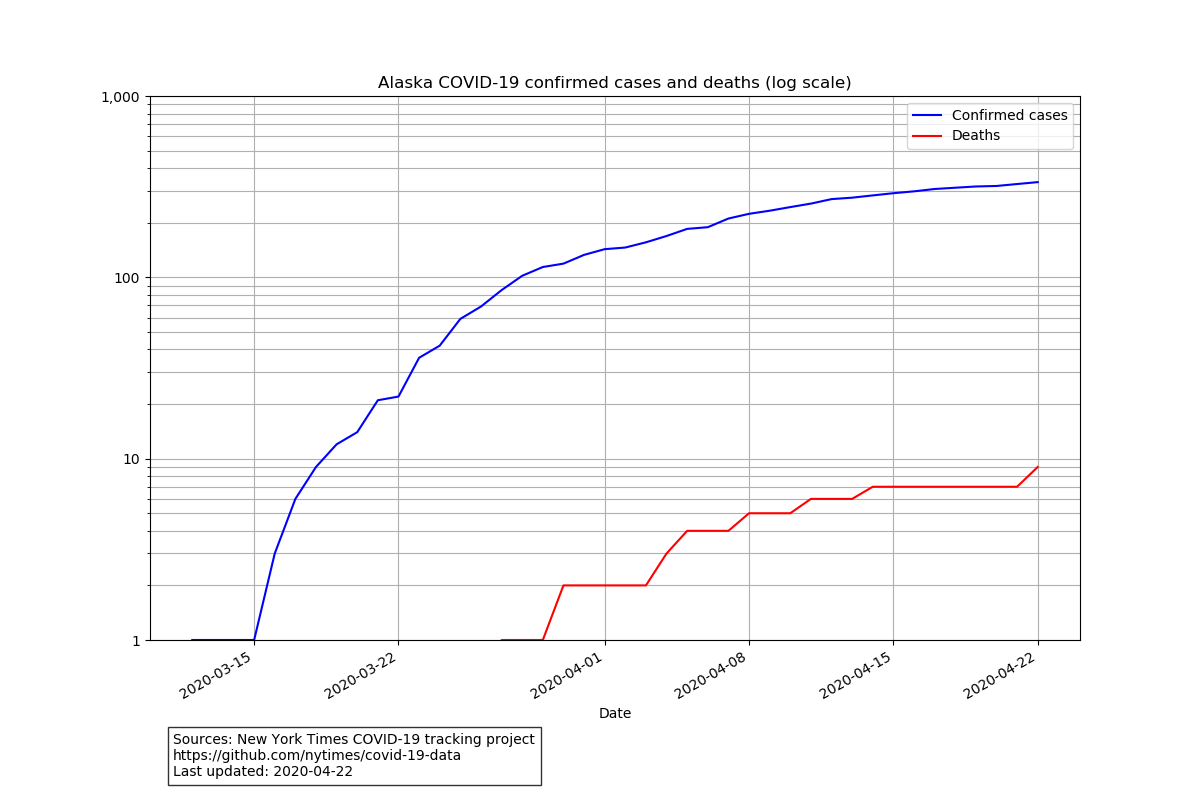 Alaska COVID-19 confirmed cases and deaths (log scale)
1,000
100
10
1
Confirmed cases
Deaths
2020-03-15
2020-03-22
2020-04-01
2020-04-08
2020-04-15
2020-04-22
Date
Sources: New York Times COVID-19 tracking project
https://github.com/nytimes/covid-19-data
Last updated: 2020-04-22